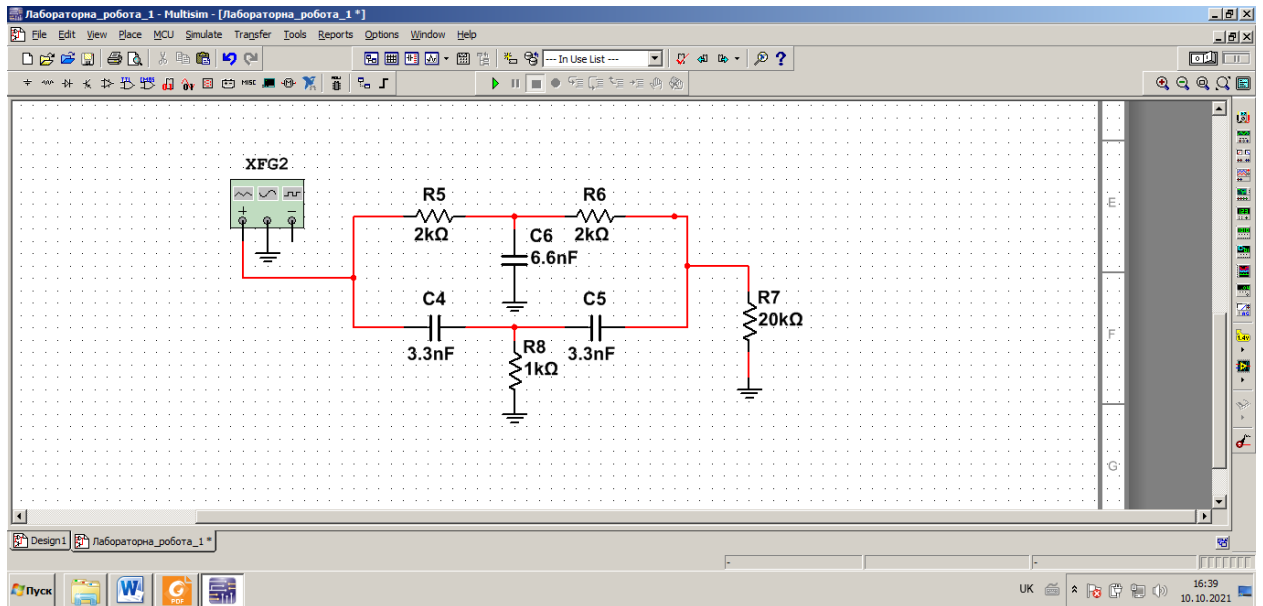 Лабораторна_робота_1 - Multisim - [Лабораторна_робота_1 *]
File Edit View Place MCU Simulate Transfer Tools Reports Options Window Help
--- In Use List ---
MISC
XFG2
R5
2kΩ
R6
2kΩ
C6
6.6nF
C4
3.3nF
C5
3.3nF
R8
1kΩ
R7
20kΩ
E
F
G
Design1 Лабораторна_робота_1 *
Пуск
UK
16:39
10.10.2021